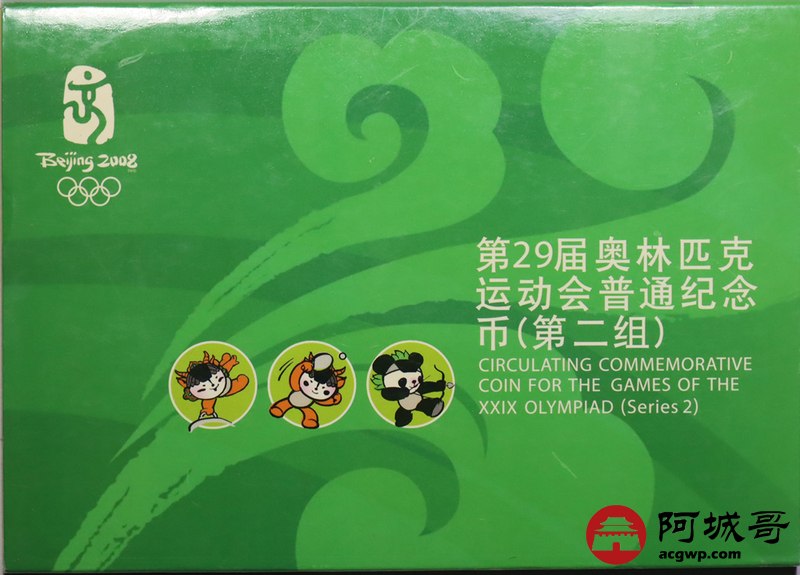 Beijing 2008
第29届奥林匹克
运动会普通纪念
币(第二组)
CIRCULATING COMMEMORATIVE
COIN FOR THE GAMES OF THE
XXIX OLYMPIAD (Series 2)
阿城哥
acgwp.com